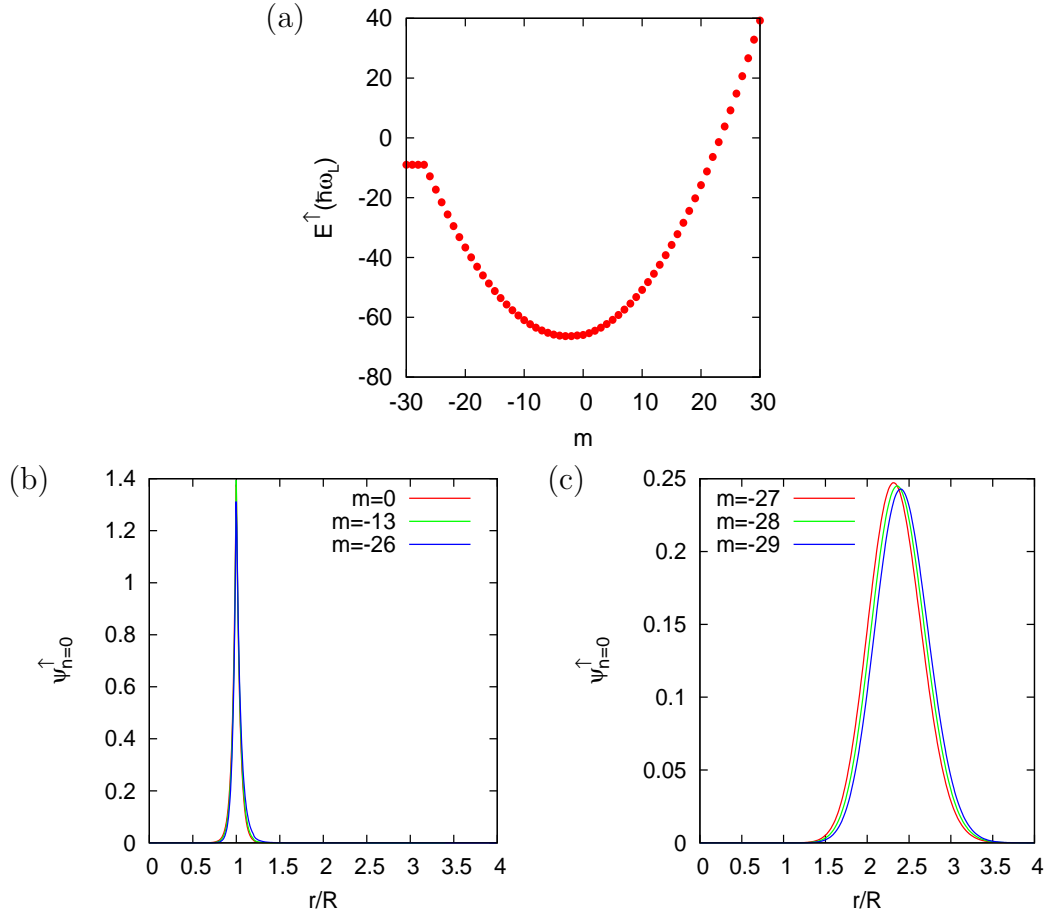 (a)
40
20
0
-20
-40
-60
-80
E↑(ħω_L)
-30 -20 -10 0 10 20 30
m
(b)
1.4
1.2
1
0.8
0.6
0.4
0.2
0
ψ↑n=0
m=0
m=-13
m=-26
0 0.5 1 1.5 2 2.5 3 3.5 4
r/R
(c)
0.25
0.2
0.15
0.1
0.05
0
ψ↑n=0
m=-27
m=-28
m=-29
0 0.5 1 1.5 2 2.5 3 3.5 4
r/R